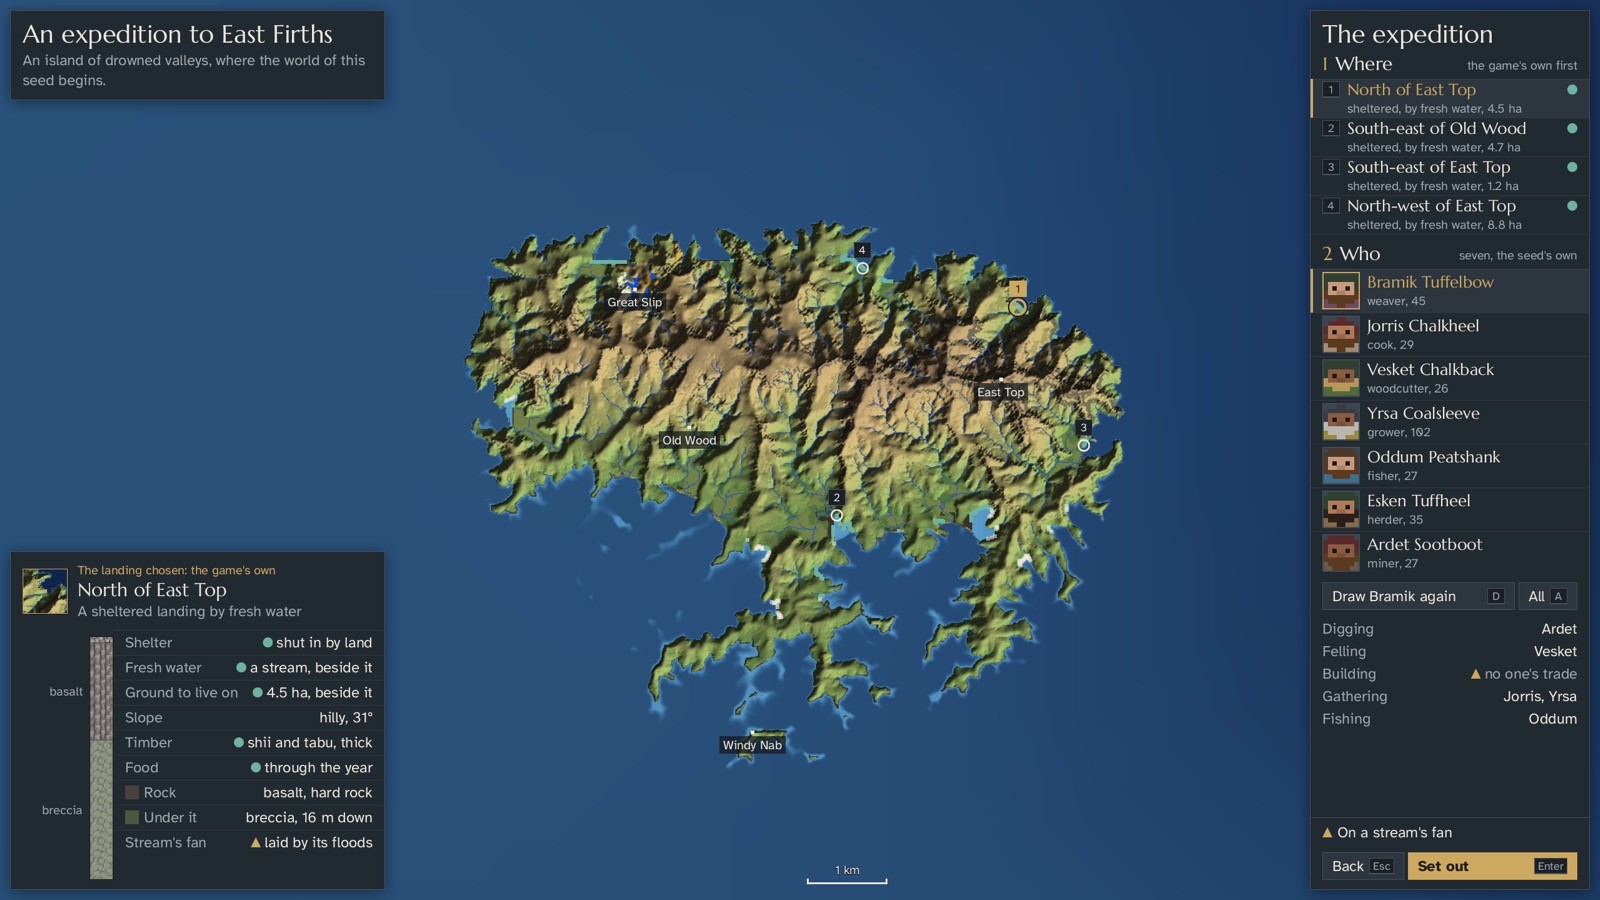 An expedition to East Firths
An island of drowned valleys, where the world of this
seed begins.
The landing chosen: the game's own
North of East Top
A sheltered landing by fresh water
basalt
breccia
Shelter shut in by land
Fresh water a stream, beside it
Ground to live on 4.5 ha, beside it
Slope hilly, 31°
Timber shii and tabu, thick
Food through the year
Rock basalt, hard rock
Under it breccia, 16 m down
Stream's fan laid by its floods
4
1
Great Slip
East Top
3
Old Wood
2
Windy Nab
1 km
The expedition
1 Where the game's own first
1 North of East Top
sheltered, by fresh water, 4.5 ha
2 South-east of Old Wood
sheltered, by fresh water, 4.7 ha
3 South-east of East Top
sheltered, by fresh water, 1.2 ha
4 North-west of East Top
sheltered, by fresh water, 8.8 ha
2 Who seven, the seed's own
Bramik Tuffelbow
weaver, 45
Jorris Chalkheel
cook, 29
Vesket Chalkback
woodcutter, 26
Yrsa Coalsleeve
grower, 102
Oddum Peatshank
fisher, 27
Esken Tuffheel
herder, 35
Ardet Sootboot
miner, 27
Draw Bramik again D All A
Digging Ardet
Felling Vesket
Building no one's trade
Gathering Jorris, Yrsa
Fishing Oddum
On a stream's fan
Back Esc Set out Enter